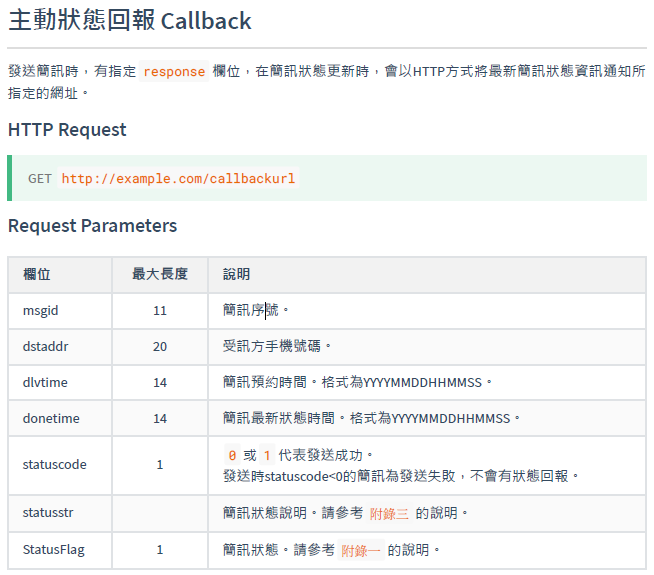 主動狀態回報 Callback
發送簡訊時，有指定 response 欄位，在簡訊狀態更新時，會以HTTP方式將最新簡訊狀態資訊通知所
指定的網址。
HTTP Request
GET http://example.com/callbackurl
Request Parameters
欄位 最大長度 說明
msgid 11 簡訊序號。
dstaddr 20 受訊方手機號碼。
dlvtime 14 簡訊預約時間。格式為YYYYMMDDHHMMSS。
donetime 14 簡訊最新狀態時間。格式為YYYYMMDDHHMMSS。
statuscode 1 0 或 1 代表發送成功。
發送時statuscode<0的簡訊為發送失敗，不會有狀態回報。
statusstr 簡訊狀態說明。請參考 附錄三 的說明。
StatusFlag 1 簡訊狀態。請參考 附錄一 的說明。